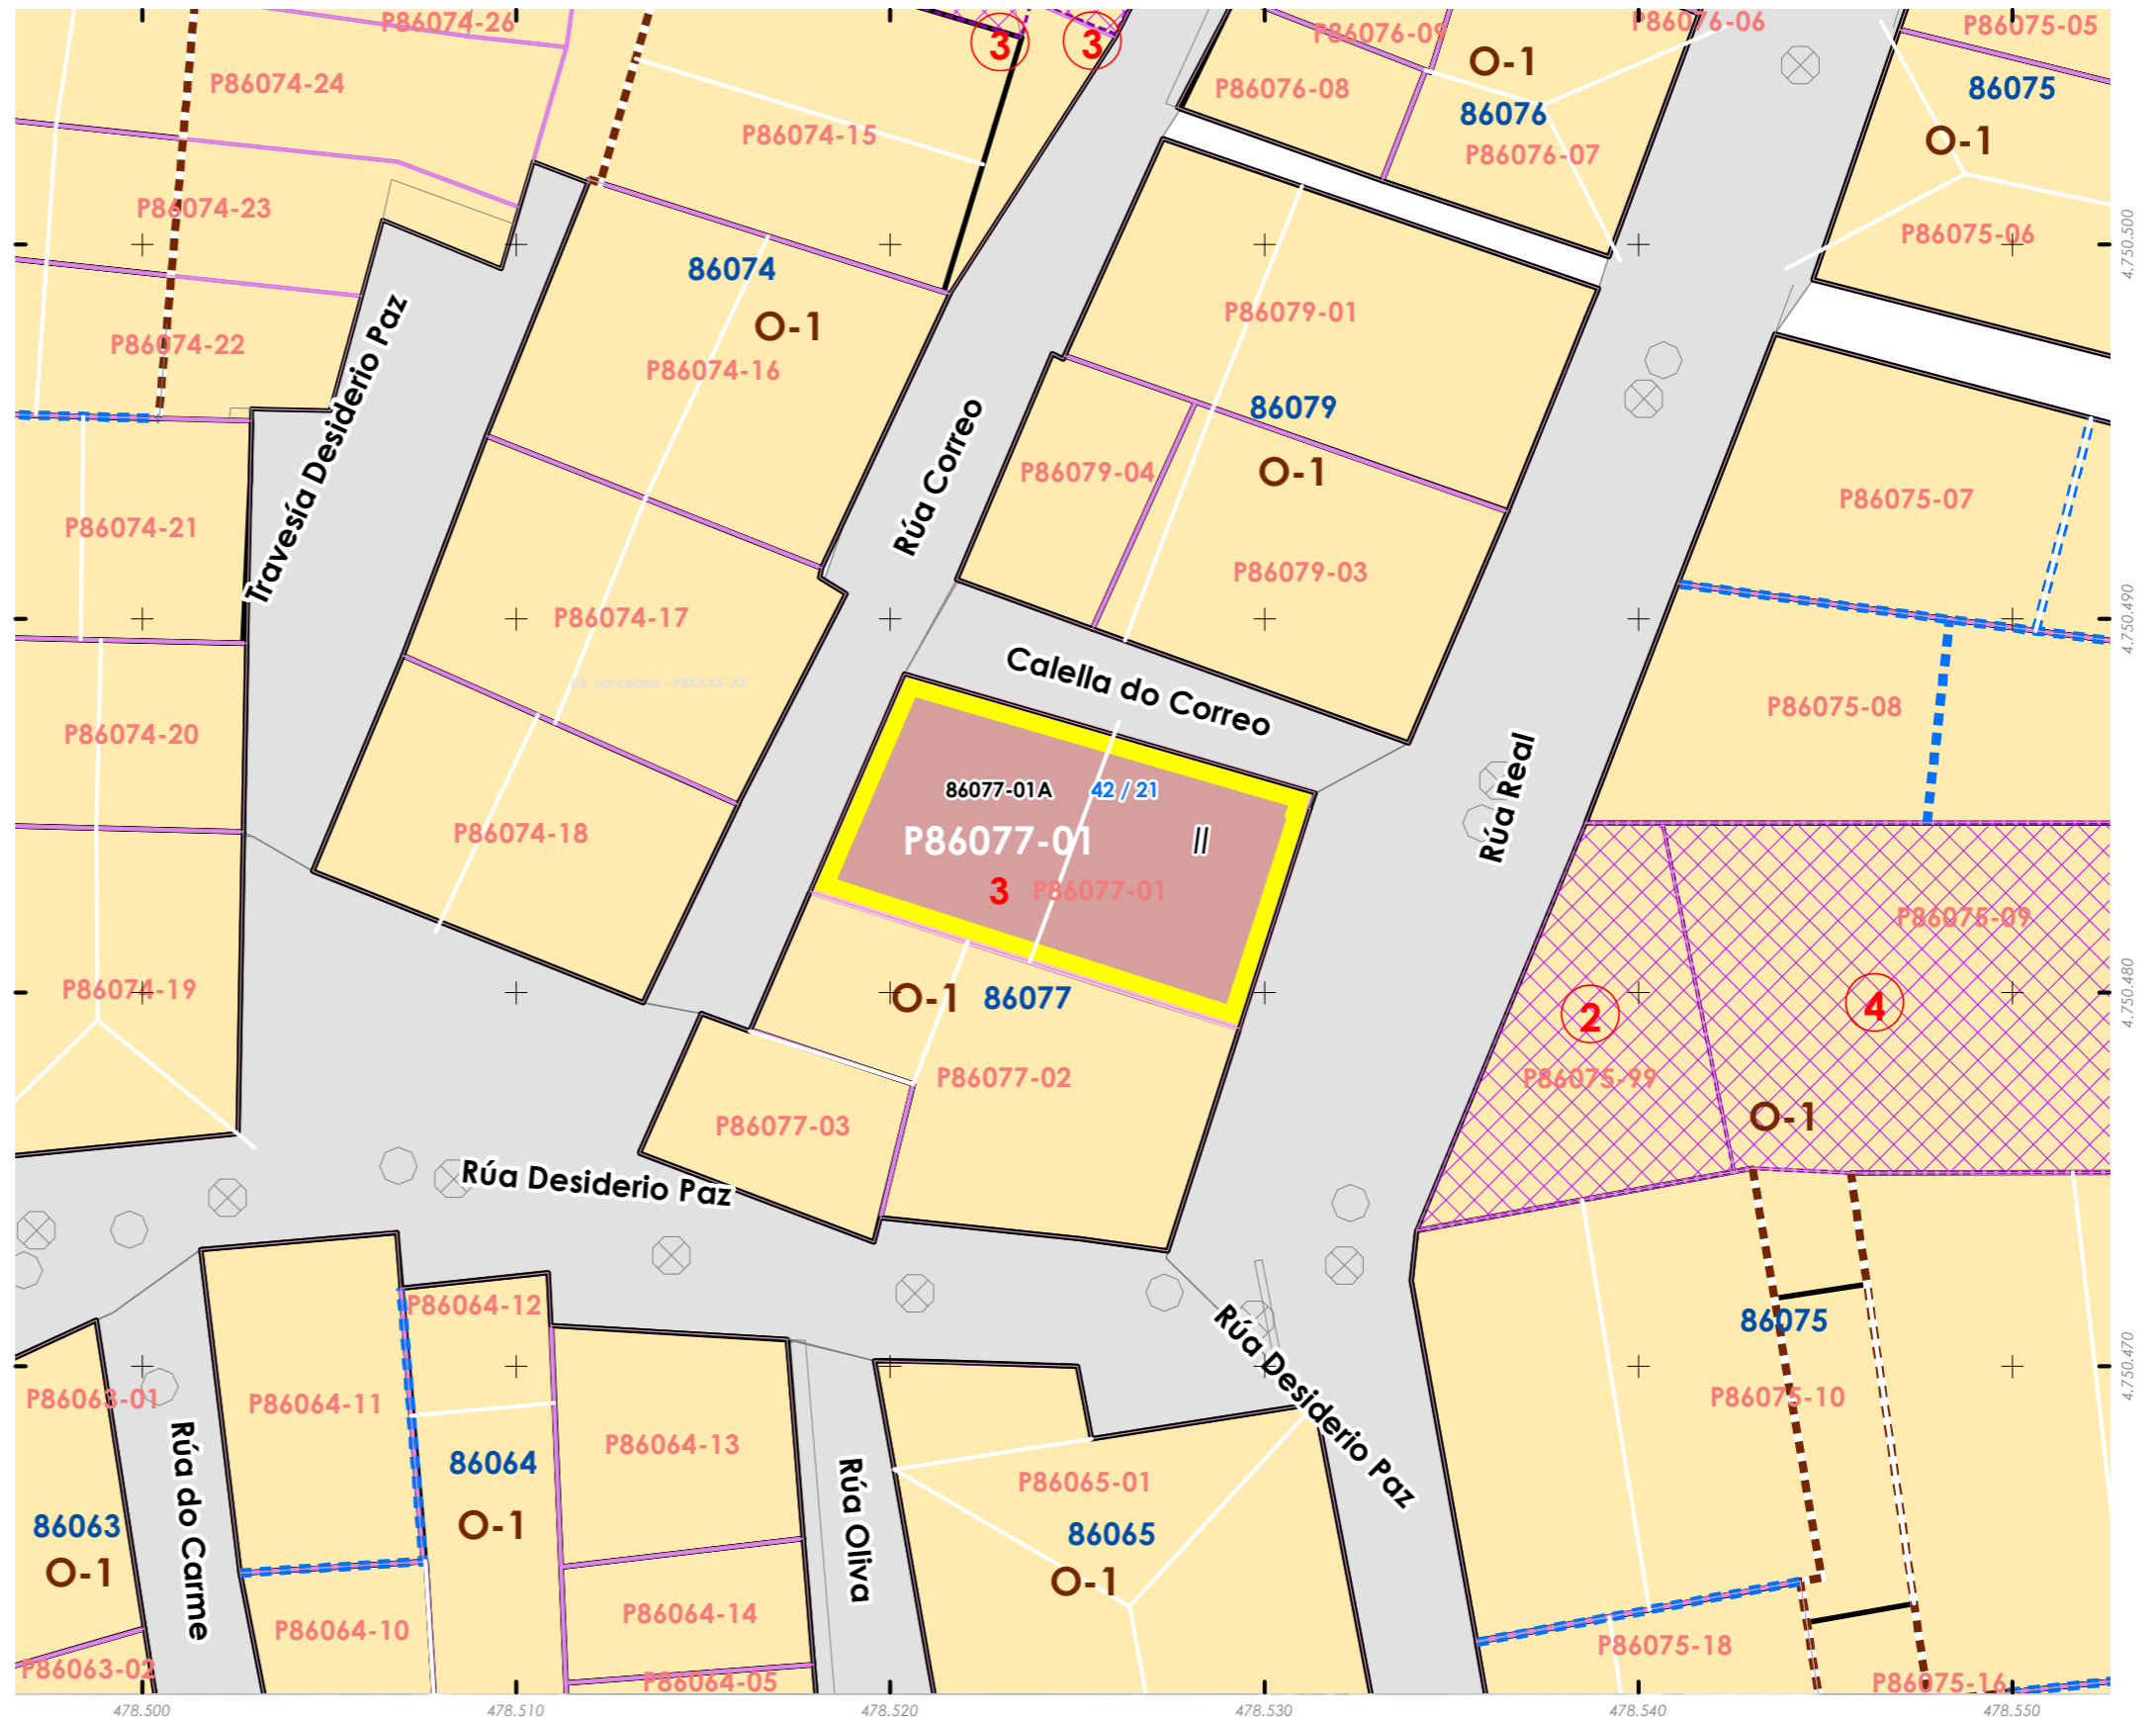 P86074-26
3
3
P86076-09
P86076-06
P86075-05
O-1
P86074-24
P86076-08
86075
86076
P86074-15
O-1
P86076-07
P86074-23
P86075-06
4.750.500
86074
P86079-01
O-1
P86074-22
P86074-16
86079
Travesía Desiderio Paz
Rúa Correo
P86079-04
O-1
P86075-07
P86074-21
P86079-03
P86074-17
4.750.490
Calella do Correo
Id. parcelaria - P8XXXX-XX
P86075-08
P86074-20
86077-01A
42 / 21
Rúa Real
P86074-18
P86077-01
II
3
P86077-01
P86075-09
P86074-19
O-1
86077
2
4
4.750.480
P86077-02
P86075-99
P86077-03
O-1
Rúa Desiderio Paz
P86064-12
86075
Rúa Desiderio Paz
P86063-01
P86064-11
P86075-10
4.750.470
86064
P86064-13
P86065-01
Rúa do Carme
Rúa Oliva
86063
O-1
86065
O-1
O-1
P86064-14
P86064-10
P86075-18
P86063-02
P86064-05
P86075-16
478.500
478.510
478.520
478.530
478.540
478.550